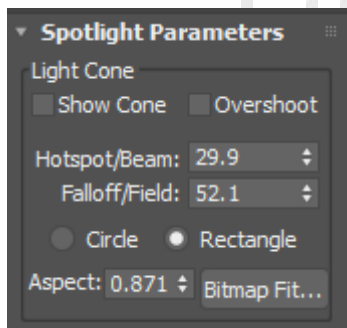 Spotlight Parameters
Light Cone
Show Cone Overshoot
Hotspot/Beam: 29.9
Falloff/Field: 52.1
Circle Rectangle
Aspect: 0.871 Bitmap Fit...